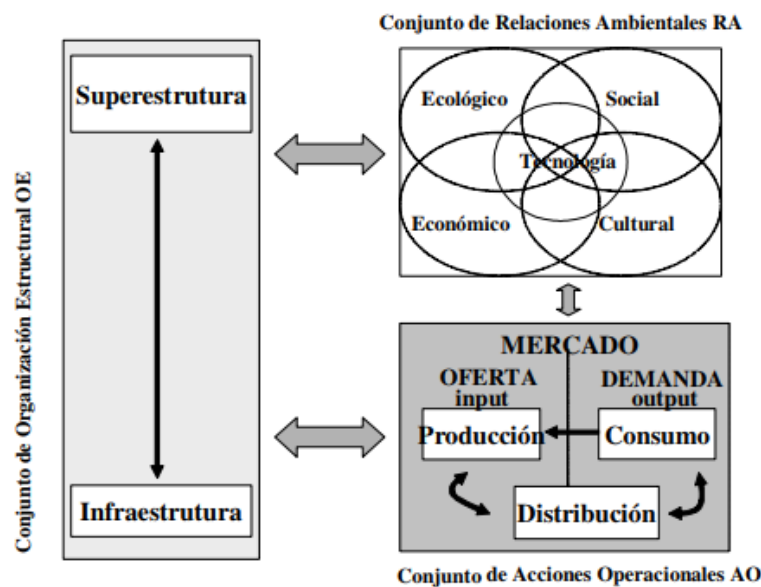 Conjunto de Organización Estructural OE
Superestrutura
Infraestrutura
Conjunto de Relaciones Ambientales RA
Ecológico
Social
Tecnología
Económico
Cultural
MERCADO
OFERTA
input
DEMANDA
output
Producción
Consumo
Distribución
Conjunto de Acciones Operacionales AO